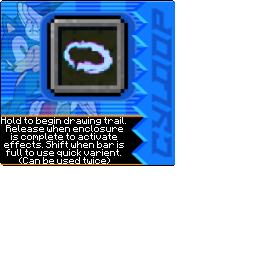 CYLOOP
Hold to begin drawing trail.
Release when enclosure
is complete to activate
effects. Shift when bar is
full to use quick varient.
(Can be used twice)